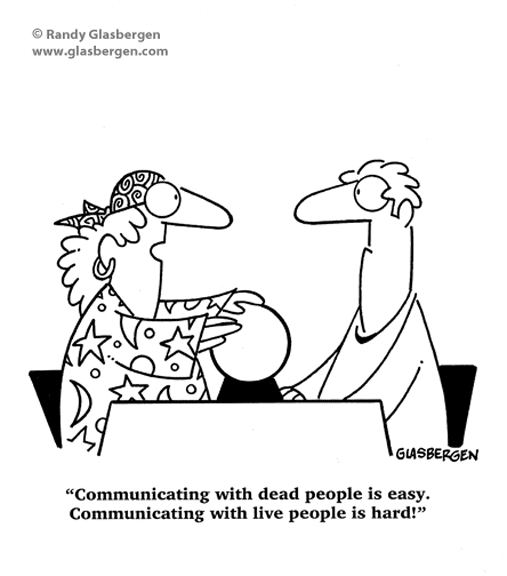 © Randy Glasbergen
www.glasbergen.com
GLASBERGEN
“Communicating with dead people is easy.
Communicating with live people is hard!”